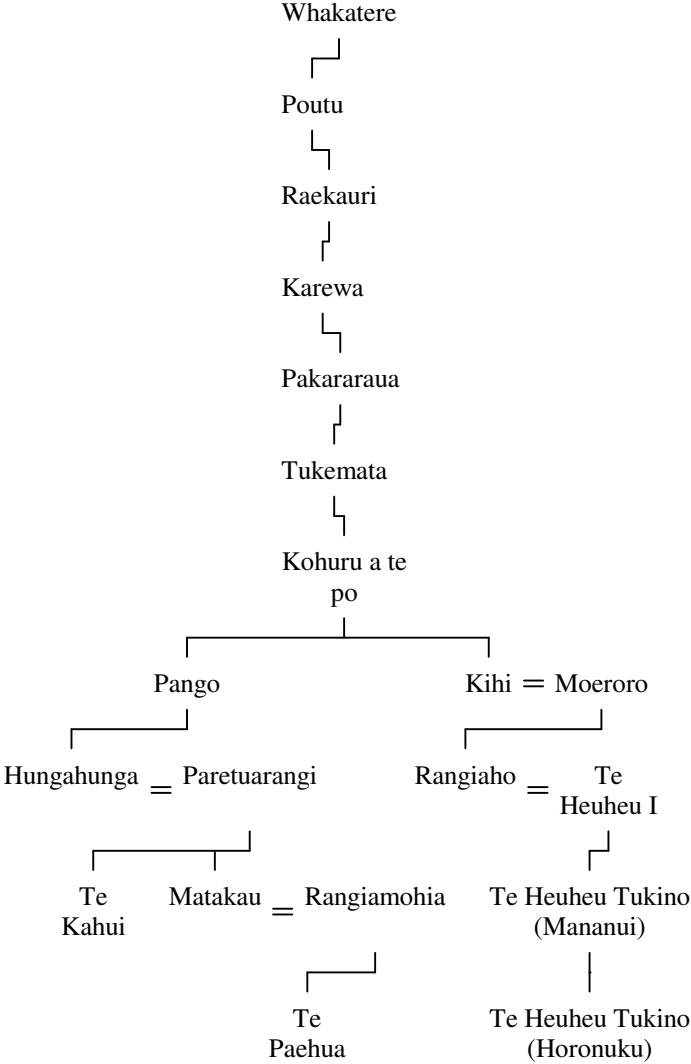 Whakatere
Poutu
Raekauri
Karewa
Pakararaua
Tukemata
Kohuru a te
po
Pango
Kihi = Moeroro
Hungahunga = Paretuarangi
Rangiaho = Te
Heuheu I
Te
Kahui
Matakau = Rangiamohia
Te Heuheu Tukino
(Mananui)
Te
Paehua
Te Heuheu Tukino
(Horonuku)